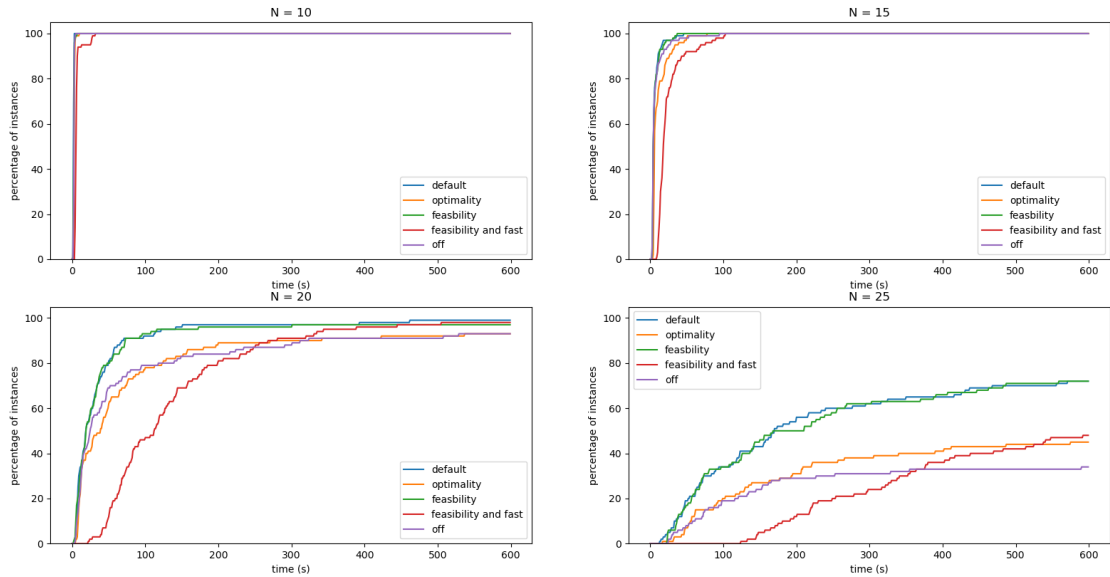 N = 10
percentage of instances
100
80
60
40
20
0
default
optimality
feasbility
feasibility and fast
off
0 100 200 300 400 500 600
time (s)
N = 15
percentage of instances
100
80
60
40
20
0
default
optimality
feasbility
feasibility and fast
off
0 100 200 300 400 500 600
time (s)
N = 20
percentage of instances
100
80
60
40
20
0
default
optimality
feasbility
feasibility and fast
off
0 100 200 300 400 500 600
time (s)
N = 25
percentage of instances
100
80
60
40
20
0
default
optimality
feasbility
feasibility and fast
off
0 100 200 300 400 500 600
time (s)